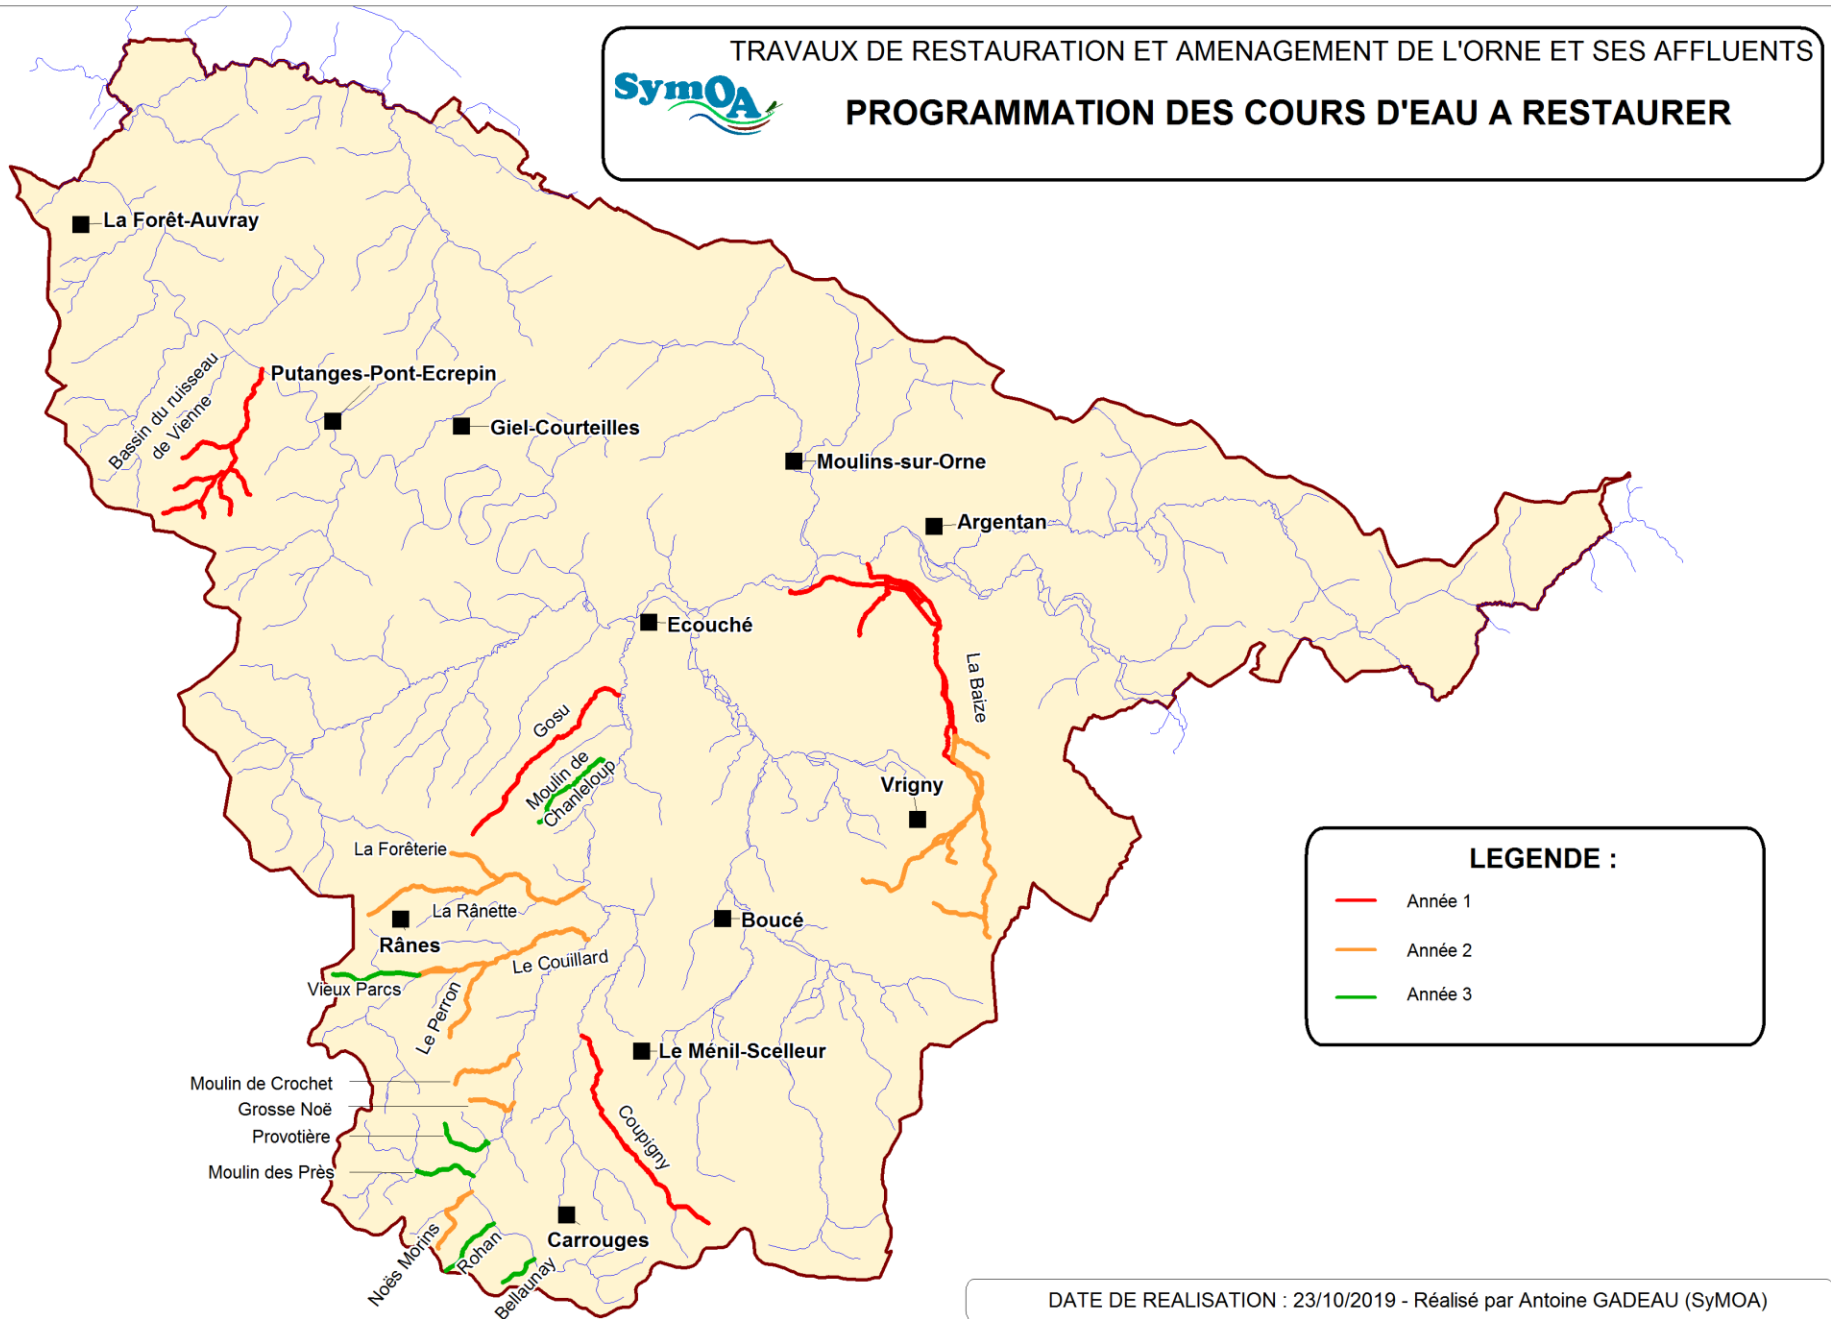 TRAVAUX DE RESTAURATION ET AMENAGEMENT DE L'ORNE ET SES AFFLUENTS
SymOA
PROGRAMMATION DES COURS D'EAU A RESTAURER
La Forêt-Auvray
Bassin du ruisseau
de Vienne
Putanges-Pont-Ecrepin
Giel-Courteilles
Moulins-sur-Orne
Argentan
Ecouché
La Baize
Gosu
Moulin de
Chanleloup
Vrigny
La Forêterie
La Rânette
Rânes
Boucé
Le Couillard
Vieux Parcs
Le Perron
Le Ménil-Scelleur
Moulin de Crochet
Grosse Noë
Provotière
Moulin des Près
Coupigny
Noës Morins
Rohan
Bellaunay
Carrouges
LEGENDE :
Année 1
Année 2
Année 3
DATE DE REALISATION : 23/10/2019 - Réalisé par Antoine GADEAU (SyMOA)